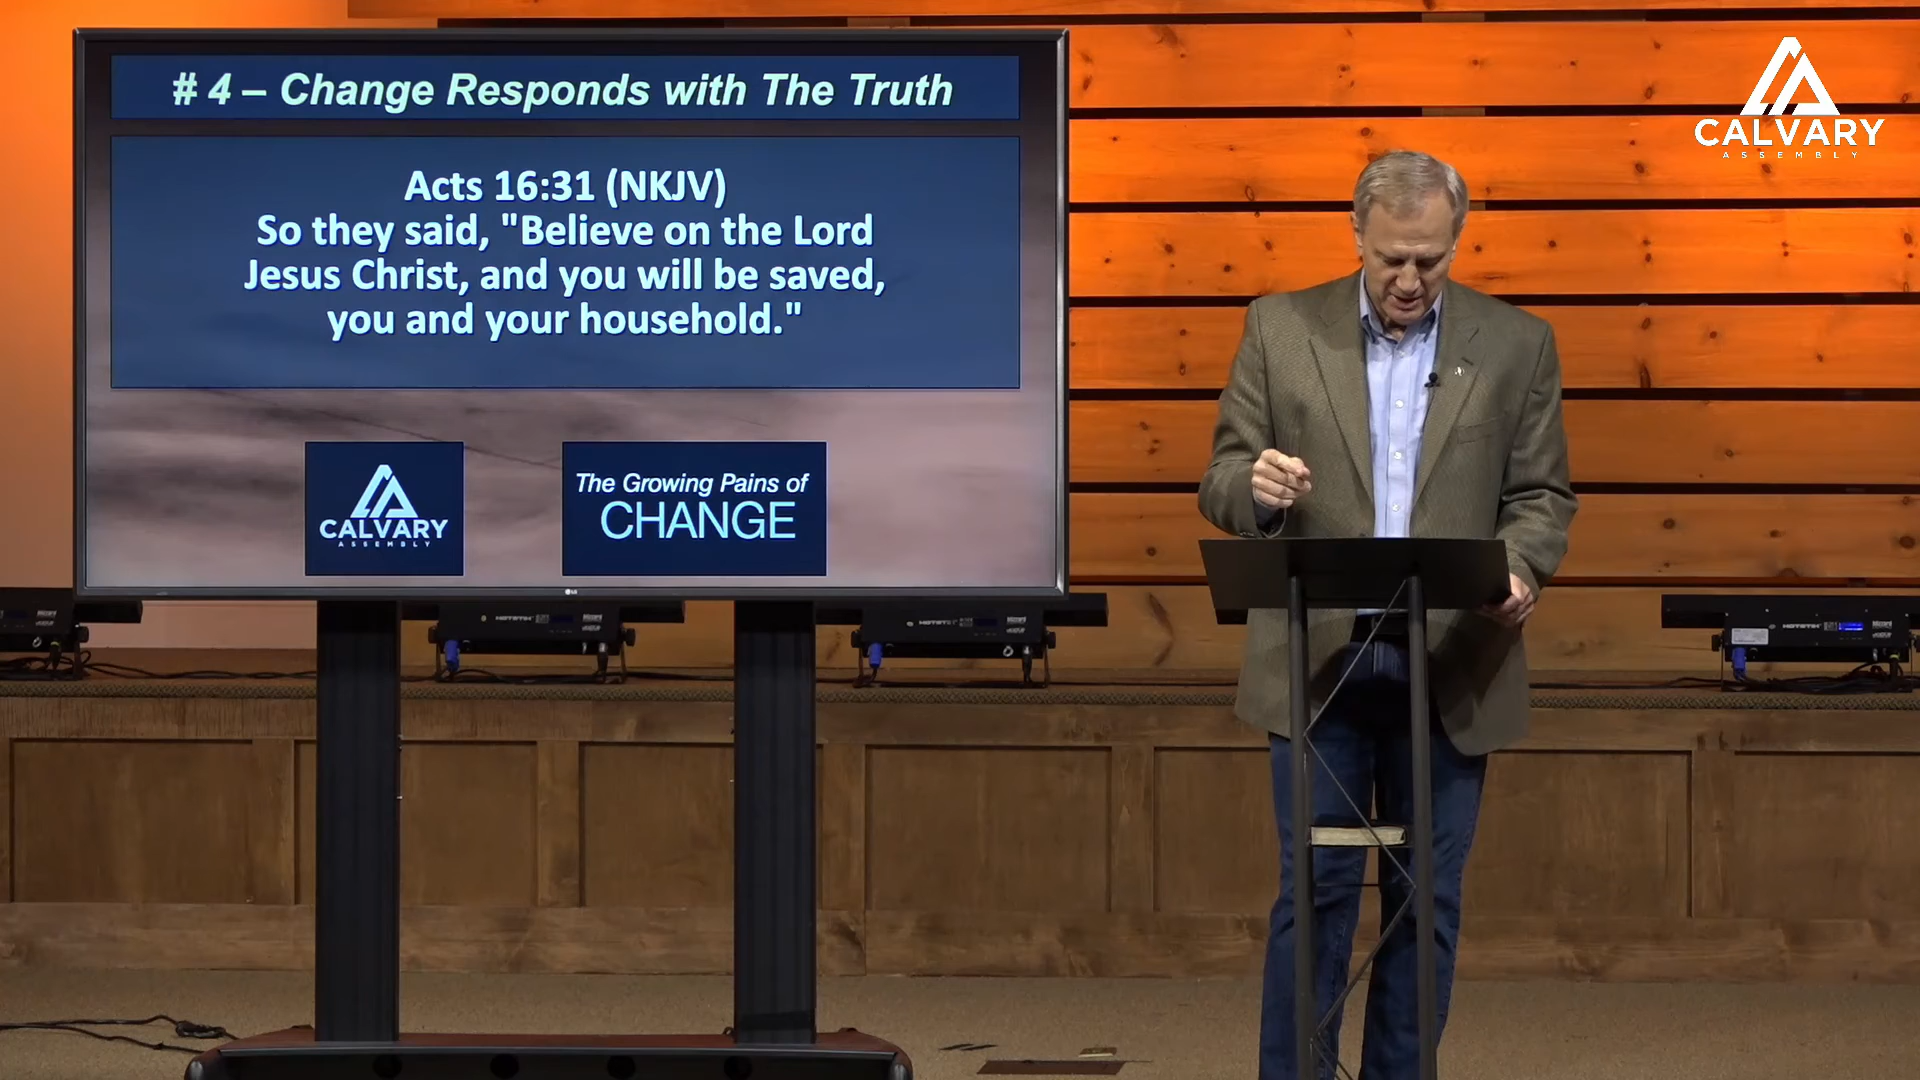 # 4 – Change Responds with The Truth
Acts 16:31 (NKJV)
So they said, "Believe on the Lord
Jesus Christ, and you will be saved,
you and your household."
CALVARY
ASSEMBLY
The Growing Pains of
CHANGE
LG
CALVARY
ASSEMBLY